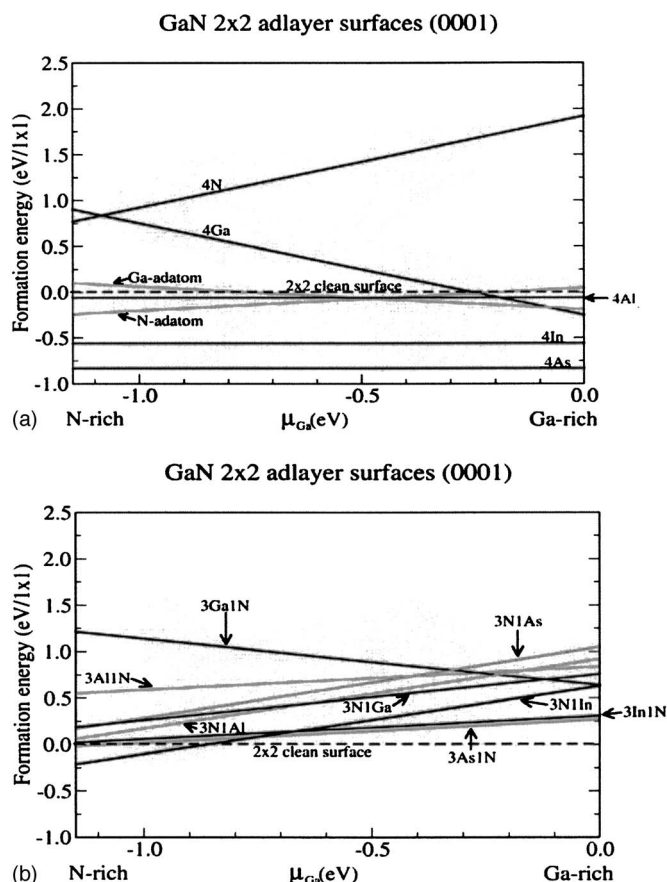 GaN 2x2 adlayer surfaces (0001)
2.5
2.0
1.5
1.0
0.5
0.0
-0.5
-1.0
Formation energy (eV/1x1)
4N
4Ga
Ga-adatom
2x2 clean surface
N-adatom
4Al
4In
4As
-1.0
-0.5
0.0
(a)
N-rich
μGa(eV)
Ga-rich
GaN 2x2 adlayer surfaces (0001)
2.5
2.0
1.5
1.0
0.5
0.0
-0.5
-1.0
Formation energy (eV/1x1)
3Ga1N
3N1As
3Al1N
3N1Ga
3N1In
3In1N
3N1Al
2x2 clean surface
3As1N
-1.0
-0.5
0.0
(b)
N-rich
μGa(eV)
Ga-rich